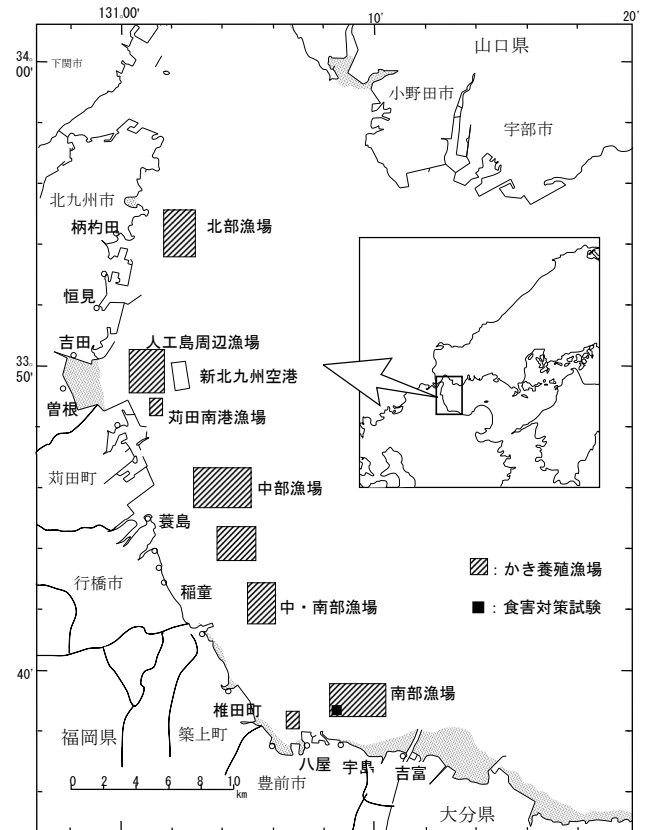 131°00′
10′
20′
34°
00′
下関市
山口県
小野田市
宇部市
北九州市
柄杓田
北部漁場
恒見
吉田
人工島周辺漁場
33°
50′
新北九州空港
曽根
苅田南港漁場
苅田町
中部漁場
蓑島
：かき養殖漁場
行橋市
稲童
中・南部漁場
：食害対策試験
40′
椎田町
南部漁場
福岡県
築上町
八屋
宇島
吉富
豊前市
0 2 4 6 8 10
km
大分県